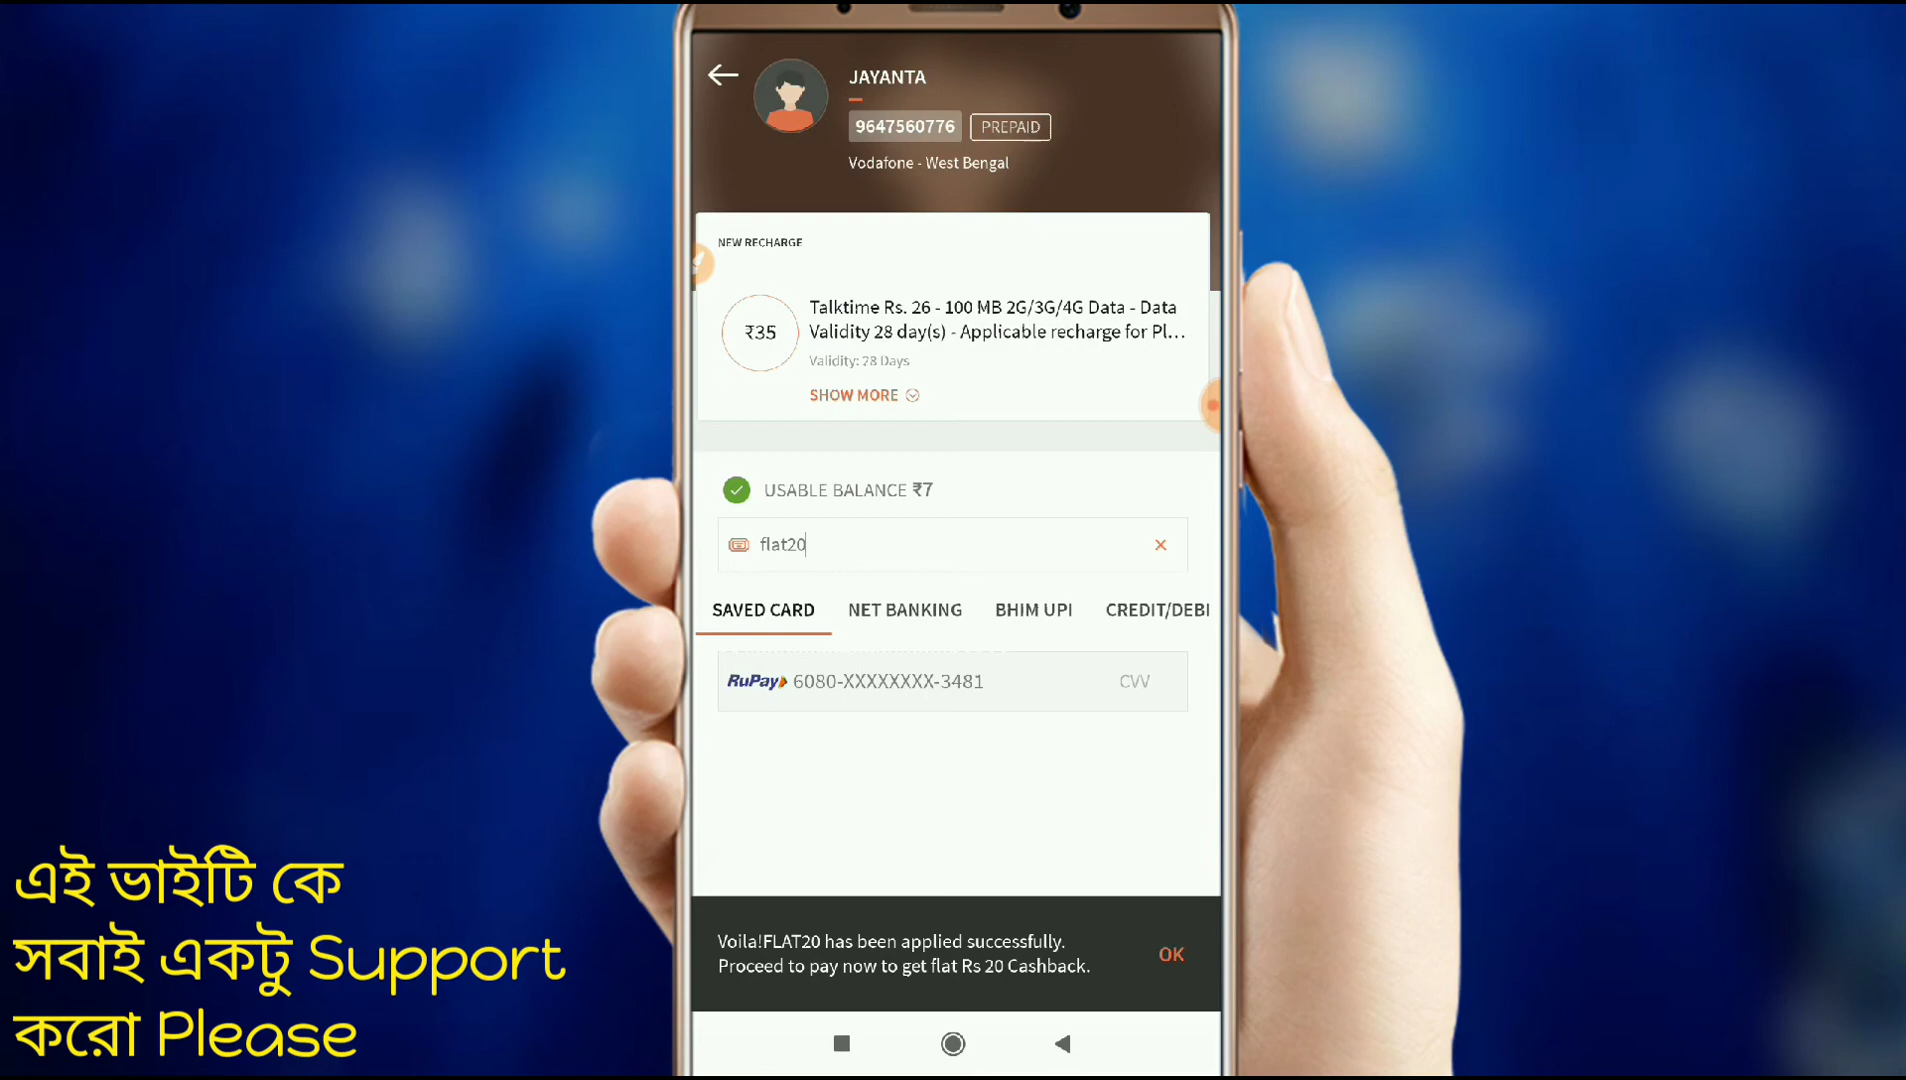 JAYANTA
9647560776 PREPAID
Vodafone - West Bengal
NEW RECHARGE
₹35
Talktime Rs. 26 - 100 MB 2G/3G/4G Data - Data
Validity 28 day(s) - Applicable recharge for Pl...
Validity: 28 Days
SHOW MORE
USABLE BALANCE ₹7
flat20
SAVED CARD NET BANKING BHIM UPI CREDIT/DEBI
RuPay 6080-XXXXXXXX-3481 CVV
Voila!FLAT20 has been applied successfully.
Proceed to pay now to get flat Rs 20 Cashback.
OK
এই ভাইটি কে
সবাই একটু Support
করো Please